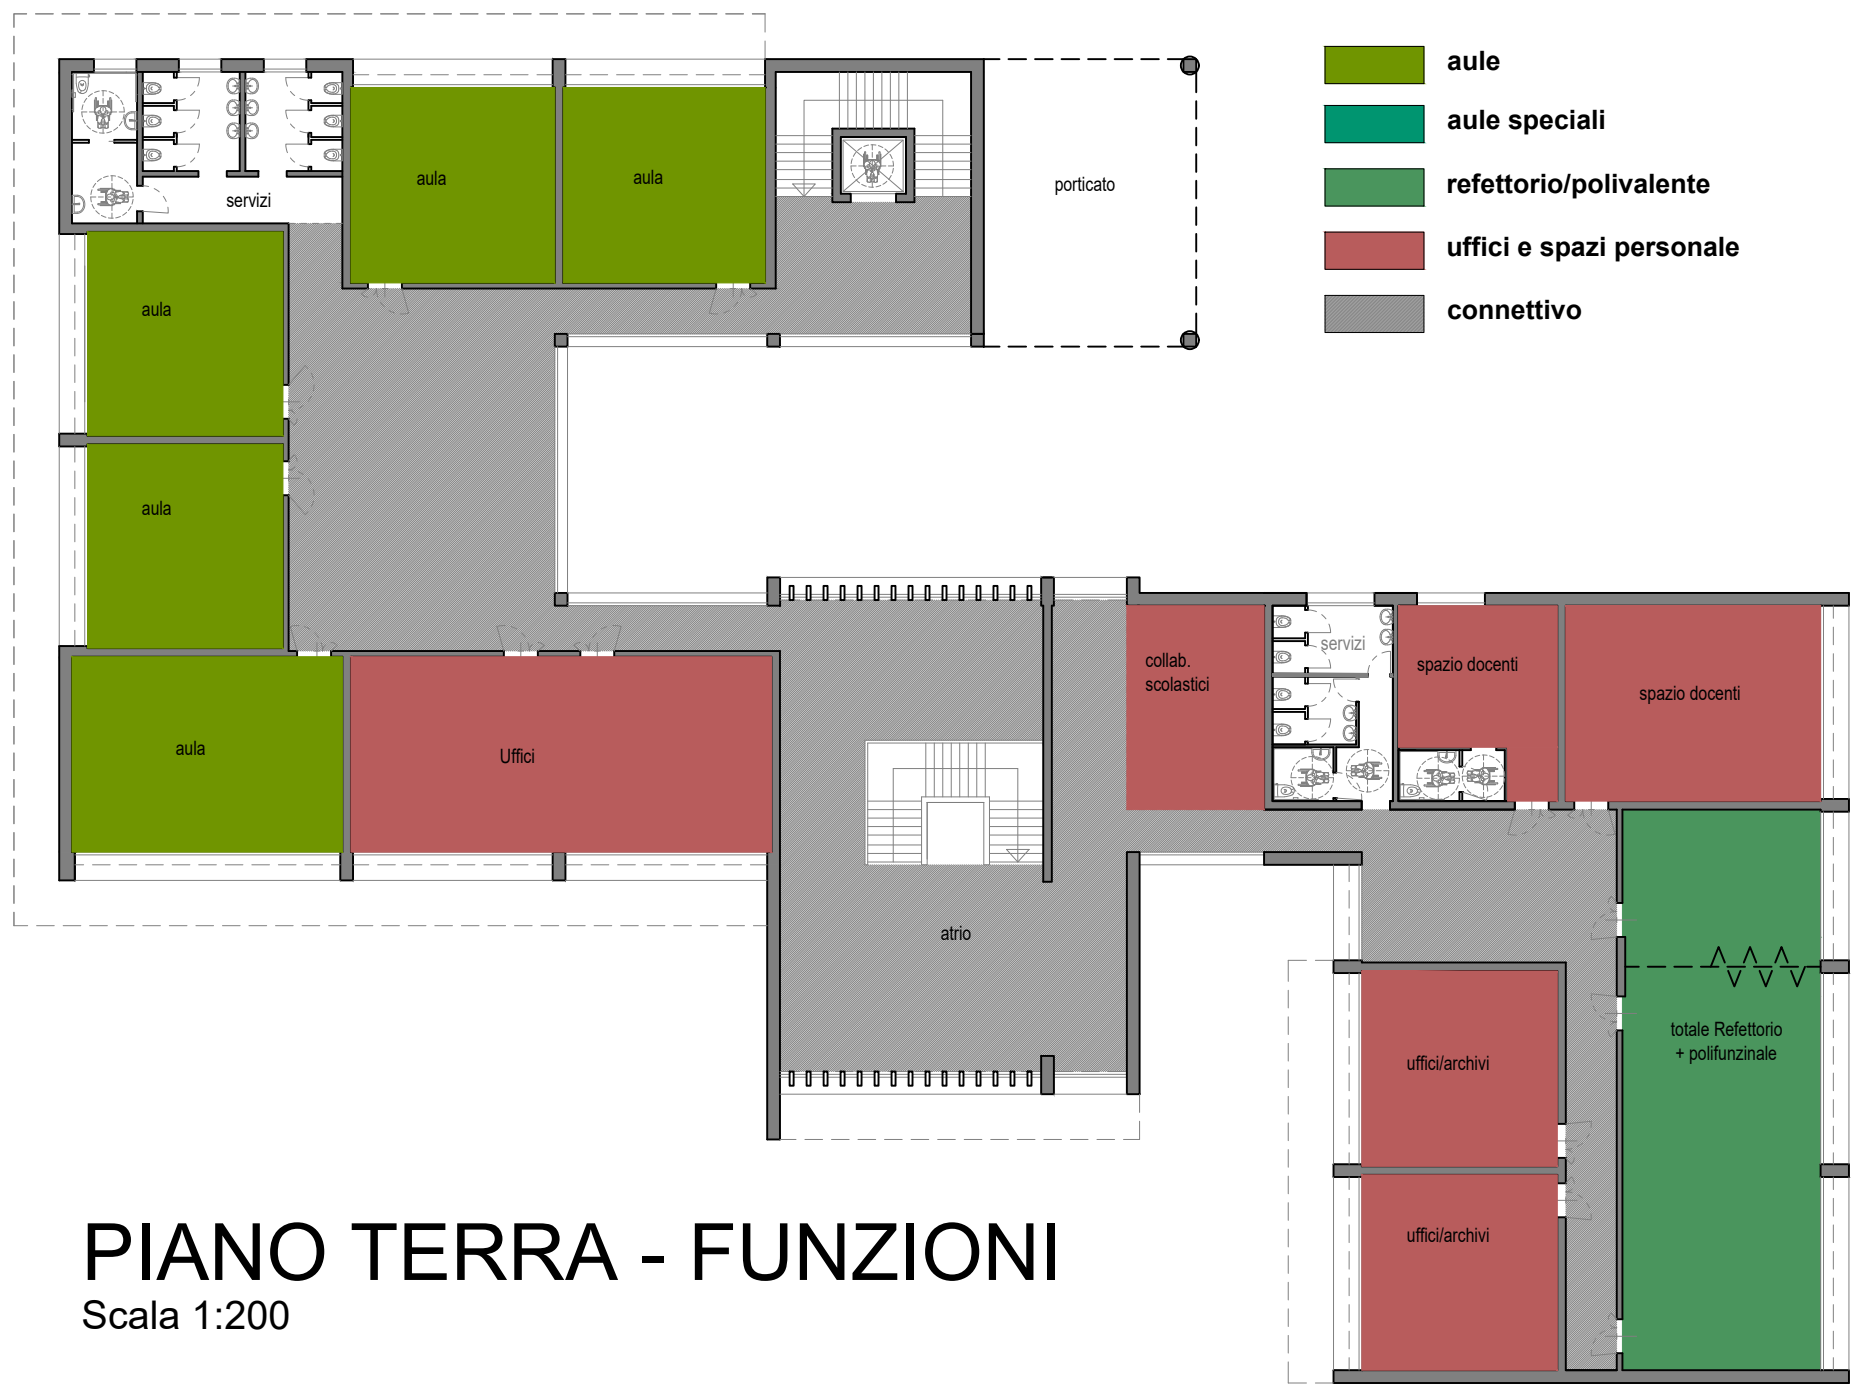 aule
aule speciali
refettorio/polivalente
uffici e spazi personale
connettivo
aula
aula
porticato
servizi
aula
aula
aula
Uffici
collab.
scolastici
servizi
spazio docenti
spazio docenti
atrio
totale Refettorio
+ polifunzinale
uffici/archivi
uffici/archivi
PIANO TERRA - FUNZIONI
Scala 1:200